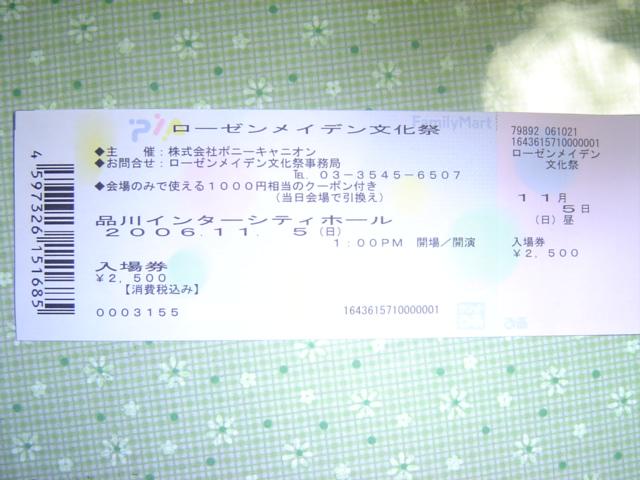 PIA
FamilyMart
ローゼンメイデン文化祭
◆主　催：株式会社ポニーキャニオン
◆お問合せ：ローゼンメイデン文化祭事務局
℡ 03-3545-6507
◆会場のみで使える1000円相当のクーポン付き
（当日会場で引換え）
品川インターシティホール
2006.11. 5（日）
1:00PM 開場／開演
入場券
¥2,500
【消費税込み】
0003155
1643615710000001
4597326151685
79892 061021
1643615710000001
ローゼンメイデン
文化祭
11月
5日
（日）昼
入場券
¥2,500